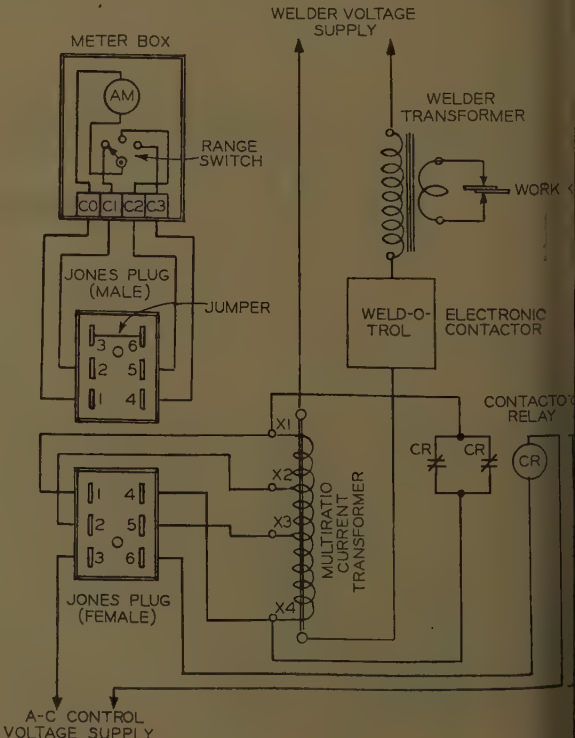 WELDER VOLTAGE
SUPPLY
METER BOX
AM
RANGE
SWITCH
C0 C1 C2 C3
WELDER
TRANSFORMER
WORK
JONES PLUG
(MALE)
JUMPER
3 6
2 5
1 4
WELD-O-
TROL
ELECTRONIC
CONTACTOR
CONTACTO
RELAY
X1
CR
CR
CR
X2
X3
X4
MULTIRATIO
CURRENT
TRANSFORMER
1 4
2 5
3 6
JONES PLUG
(FEMALE)
A-C CONTROL
VOLTAGE SUPPLY